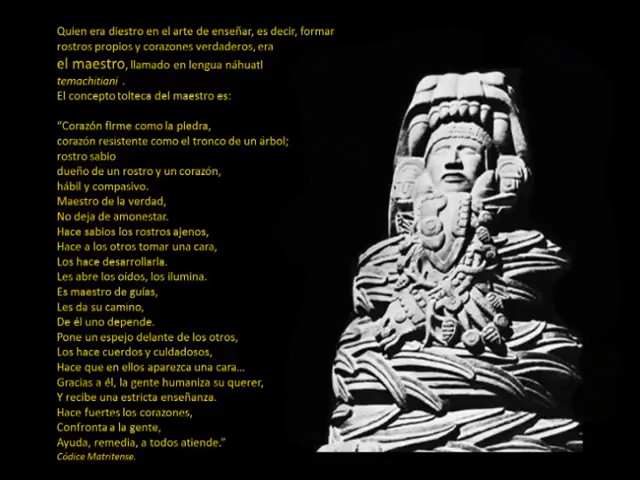 Quien era diestro en el arte de enseñar, es decir, formar
rostros propios y corazones verdaderos, era
el maestro, llamado en lengua náhuatl
temachitiani .
El concepto tolteca del maestro es:
“Corazón firme como la piedra,
corazón resistente como el tronco de un árbol;
rostro sabio
dueño de un rostro y un corazón,
hábil y compasivo.
Maestro de la verdad,
No deja de amonestar.
Hace sabios los rostros ajenos,
Hace a los otros tomar una cara,
Los hace desarrollarla.
Les abre los oídos, los ilumina.
Es maestro de guías,
Les da su camino,
De él uno depende.
Pone un espejo delante de los otros,
Los hace cuerdos y cuidadosos,
Hace que en ellos aparezca una cara...
Gracias a él, la gente humaniza su querer,
Y recibe una estricta enseñanza.
Hace fuertes los corazones,
Confronta a la gente,
Ayuda, remedia, a todos atiende.”
Códice Matritense.